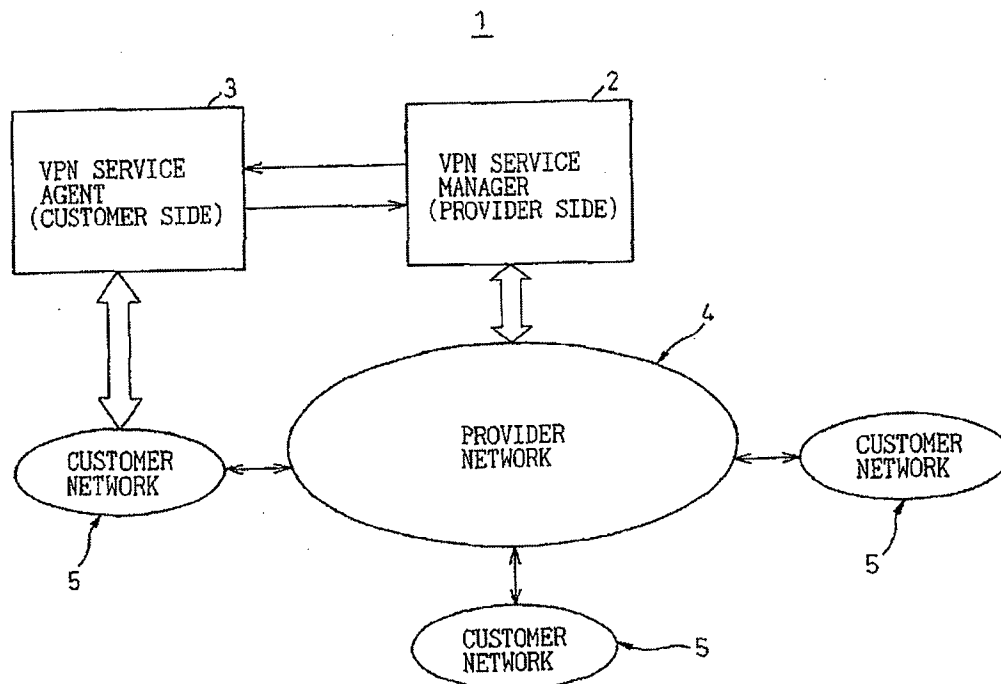 1
3
2
VPN SERVICE
AGENT
(CUSTOMER SIDE)
VPN SERVICE
MANAGER
(PROVIDER SIDE)
4
PROVIDER
NETWORK
CUSTOMER
NETWORK
CUSTOMER
NETWORK
5
5
CUSTOMER
NETWORK
5